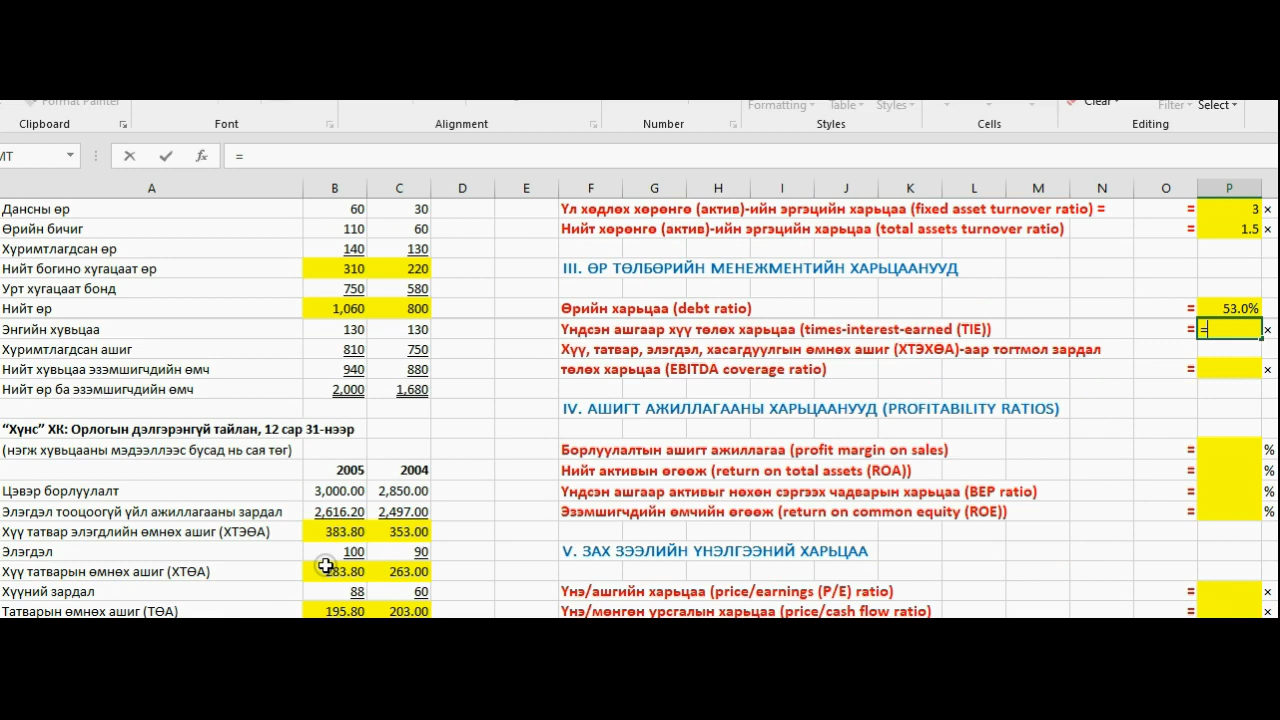 Format Painter Formatting Table Styles Clear Filter Select
Clipboard Font Alignment Number Styles Cells Editing
MT =
A B C D E F G H I J K L M N O P
Дансны өр 60 30 Үл хөдлөх хөрөнгө (актив)-ийн эргэцийн харьцаа (fixed asset turnover ratio) = = 3 ×
Өрийн бичиг 110 60 Нийт хөрөнгө (актив)-ийн эргэцийн харьцаа (total assets turnover ratio) = 1.5 ×
Хуримтлагдсан өр 140 130
Нийт богино хугацаат өр 310 220 III. ӨР ТӨЛБӨРИЙН МЕНЕЖМЕНТИЙН ХАРЬЦААНУУД
Урт хугацаат бонд 750 580
Нийт өр 1,060 800 Өрийн харьцаа (debt ratio) = 53.0%
Энгийн хувьцаа 130 130 Үндсэн ашгаар хүү төлөх харьцаа (times-interest-earned (TIE)) = = ×
Хуримтлагдсан ашиг 810 750 Хүү, татвар, элэгдэл, хасагдуулгын өмнөх ашиг (ХТЭХӨА)-аар тогтмол зардал
Нийт хувьцаа эзэмшигчдийн өмч 940 880 төлөх харьцаа (EBITDA coverage ratio) = ×
Нийт өр ба эзэмшигчдийн өмч 2,000 1,680
IV. АШИГТ АЖИЛЛАГААНЫ ХАРЬЦААНУУД (PROFITABILITY RATIOS)
“Хүнс” ХК: Орлогын дэлгэрэнгүй тайлан, 12 сар 31-нээр
(нэгж хувьцааны мэдээллээс бусад нь сая төг) Борлуулалтын ашигт ажиллагаа (profit margin on sales) = %
2005 2004 Нийт активын өгөөж (return on total assets (ROA)) = %
Цэвэр борлуулалт 3,000.00 2,850.00 Үндсэн ашгаар активыг нөхөн сэргээх чадварын харьцаа (BEP ratio) = %
Элэгдэл тооцоогүй үйл ажиллагааны зардал 2,616.20 2,497.00 Эзэмшигчдийн өмчийн өгөөж (return on common equity (ROE)) = %
Хүү татвар элэгдлийн өмнөх ашиг (ХТЭӨА) 383.80 353.00
Элэгдэл 100 90 V. ЗАХ ЗЭЭЛИЙН ҮНЭЛГЭЭНИЙ ХАРЬЦАА
Хүү татварын өмнөх ашиг (ХТӨА) 283.80 263.00
Хүүний зардал 88 60 Үнэ/ашгийн харьцаа (price/earnings (P/E) ratio) = ×
Татварын өмнөх ашиг (ТӨА) 195.80 203.00 Үнэ/мөнгөн урсгалын харьцаа (price/cash flow ratio) = ×